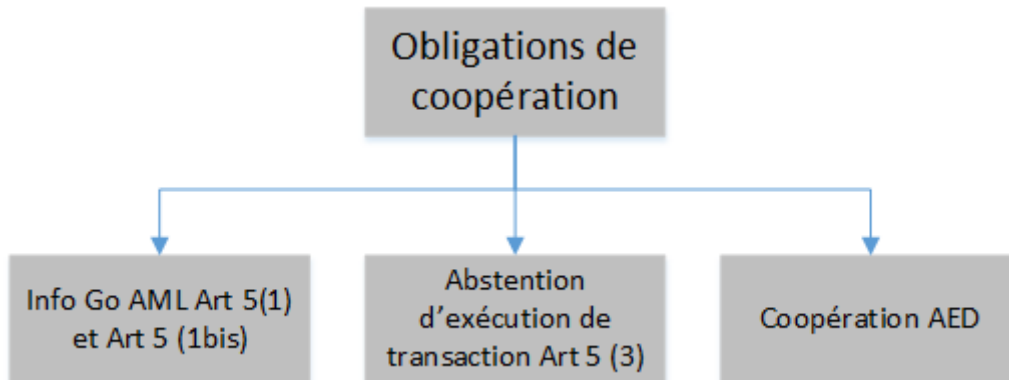 Obligations de
coopération
Info Go AML Art 5(1)
et Art 5 (1bis)
Abstention
d’exécution de
transaction Art 5 (3)
Coopération AED